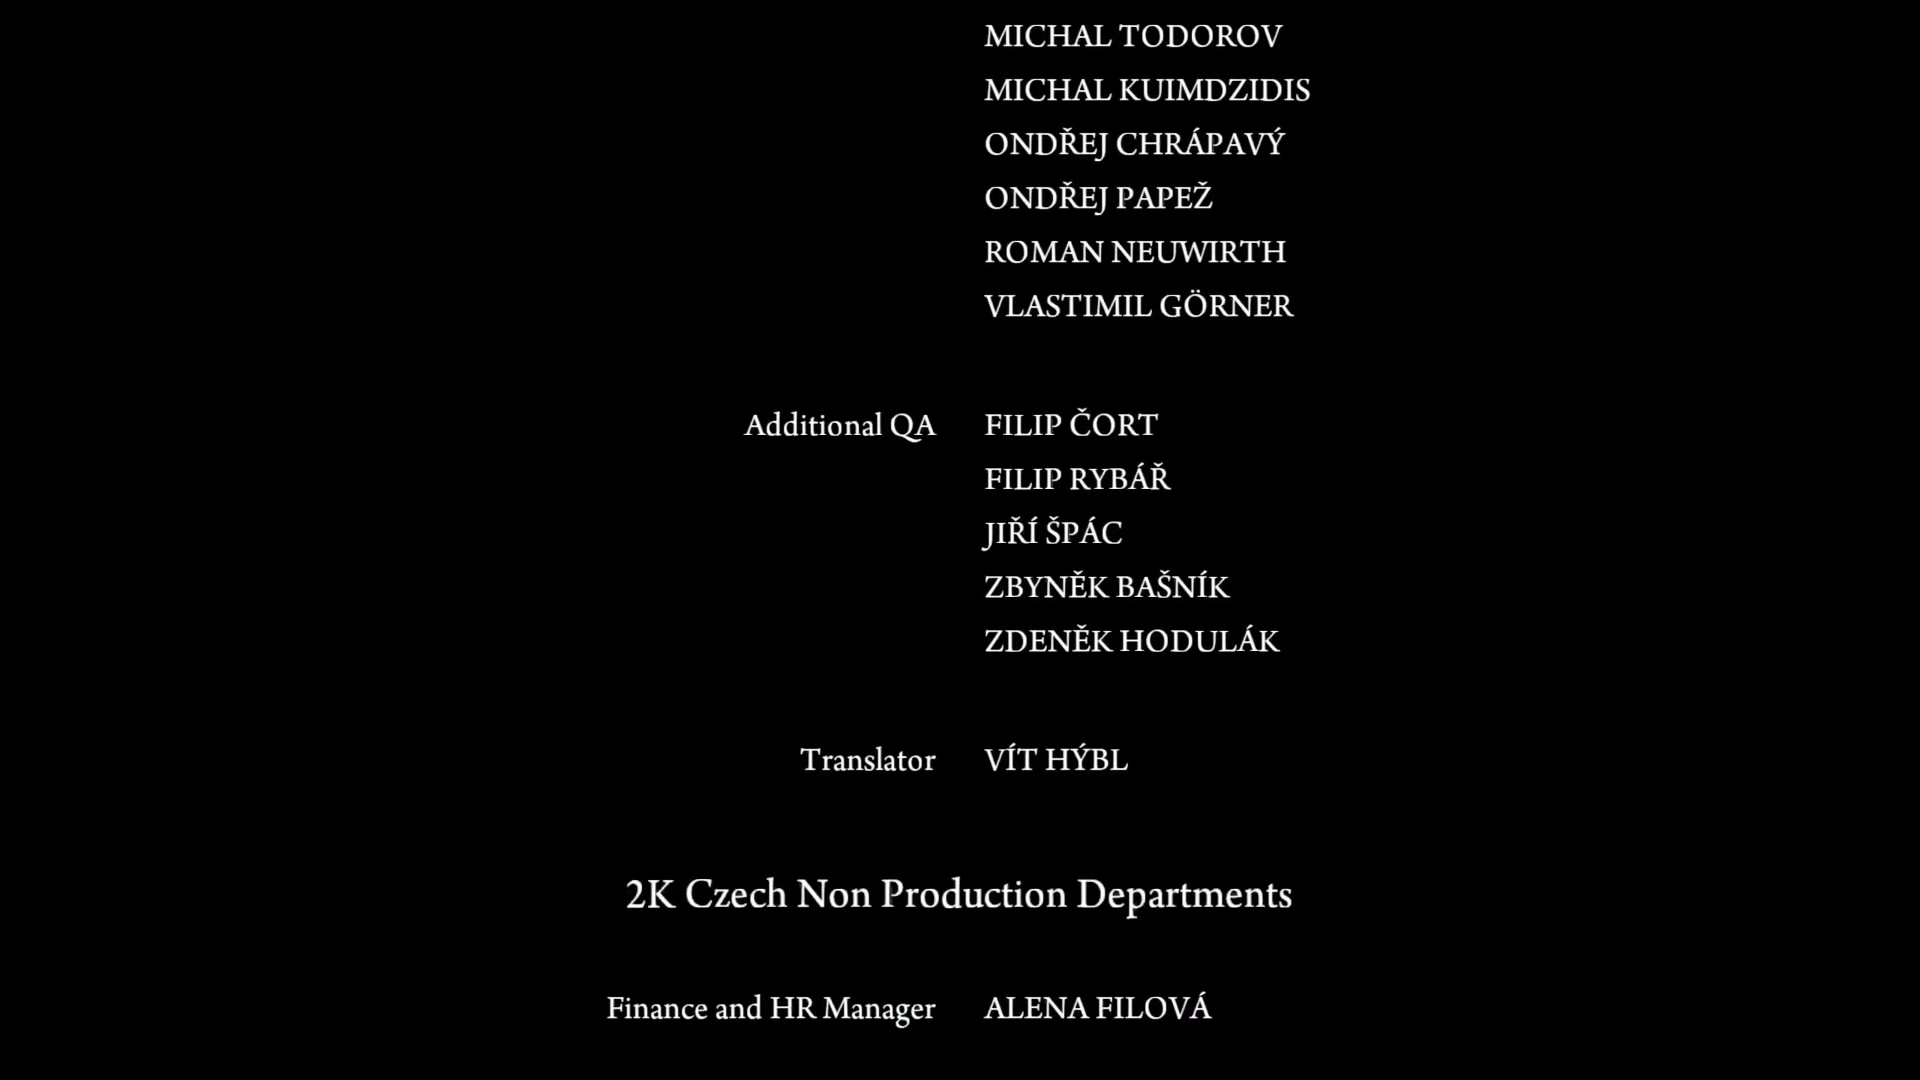 MICHAL TODOROV
MICHAL KUIMDZIDIS
ONDŘEJ CHRÁPAVÝ
ONDŘEJ PAPEŽ
ROMAN NEUWIRTH
VLASTIMIL GÖRNER
Additional QA FILIP ČORT
FILIP RYBÁŘ
JIŘÍ ŠPÁC
ZBYNĚK BAŠNÍK
ZDENĚK HODULÁK
Translator VÍT HÝBL
2K Czech Non Production Departments
Finance and HR Manager ALENA FILOVÁ